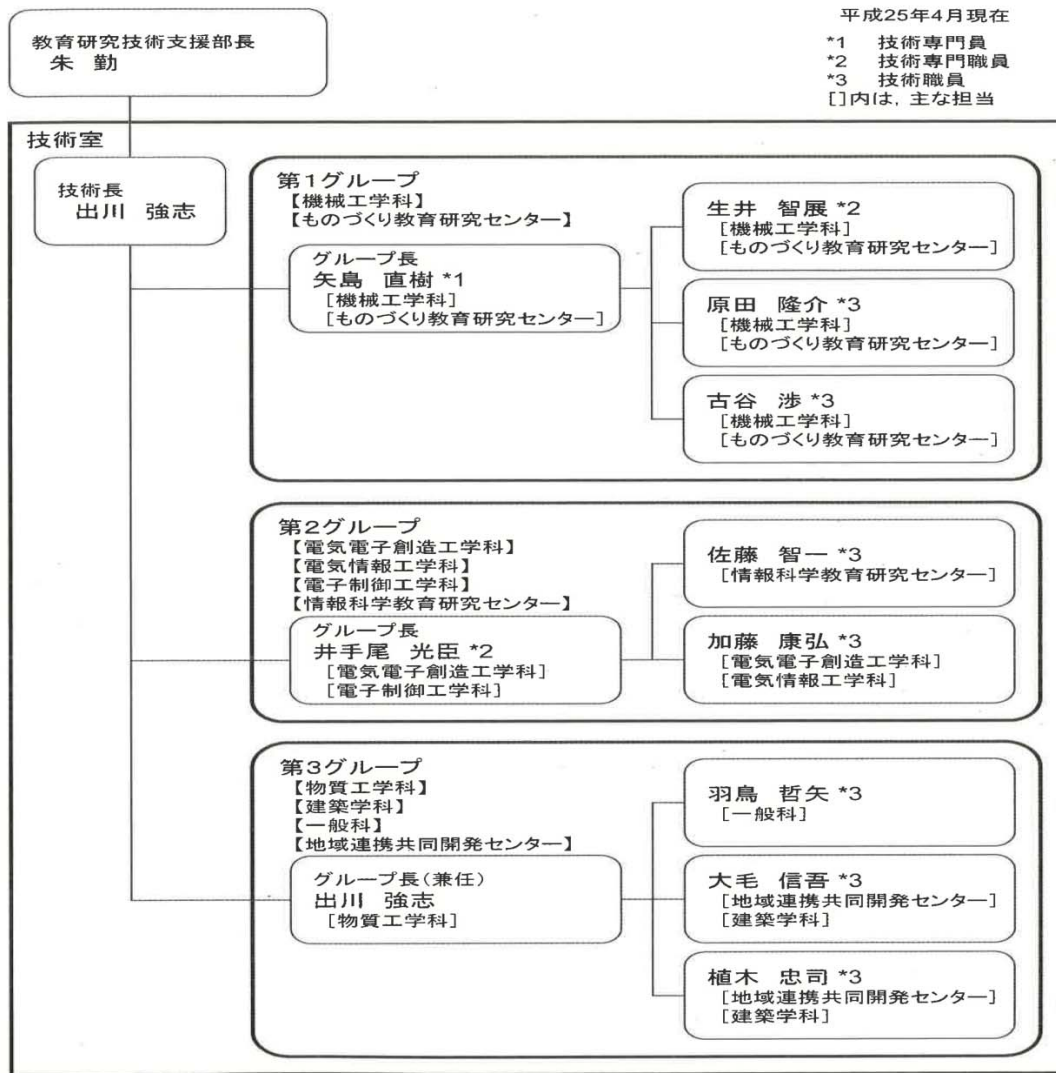 平成25年4月現在
*1 技術専門員
*2 技術専門職員
*3 技術職員
[]内は，主な担当
教育研究技術支援部長
朱 勤
技術室
技術長
出川 強志
第1グループ
【機械工学科】
【ものづくり教育研究センター】
グループ長
矢島 直樹 *1
[機械工学科]
[ものづくり教育研究センター]
生井 智展 *2
[機械工学科]
[ものづくり教育研究センター]
原田 隆介 *3
[機械工学科]
[ものづくり教育研究センター]
古谷 渉 *3
[機械工学科]
[ものづくり教育研究センター]
第2グループ
【電気電子創造工学科】
【電気情報工学科】
【電子制御工学科】
【情報科学教育研究センター】
グループ長
井手尾 光臣 *2
[電気電子創造工学科]
[電子制御工学科]
佐藤 智一 *3
[情報科学教育研究センター]
加藤 康弘 *3
[電気電子創造工学科]
[電気情報工学科]
第3グループ
【物質工学科】
【建築学科】
【一般科】
【地域連携共同開発センター】
グループ長（兼任）
出川 強志
[物質工学科]
羽鳥 哲矢 *3
[一般科]
大毛 信吾 *3
[地域連携共同開発センター]
[建築学科]
植木 忠司 *3
[地域連携共同開発センター]
[建築学科]